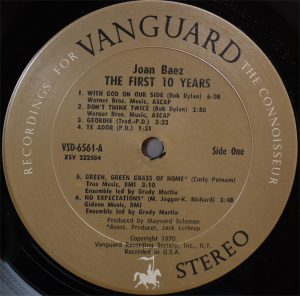 RECORDINGS FOR VANGUARD THE CONNOISSEUR
Joan Baez
THE FIRST 10 YEARS
1. WITH GOD ON OUR SIDE (Bob Dylan) 6:08
Warner Bros. Music, ASCAP
2. DON'T THINK TWICE (Bob Dylan) 2:58
Warner Bros. Music, ASCAP
3. GEORDIE (Trad.-P.D.) 3:22
4. TE ADOR (P.D.) 1:31
VSD-6561-A
XSV 222504
Side One
5. GREEN, GREEN GRASS OF HOME* (Curly Putnam)
Tree Music, BMI 3:10
Ensemble led by Grady Martin
6. NO EXPECTATIONS* (M. Jagger-K. Richard) 3:48
Gideon Music, BMI
Ensemble led by Grady Martin
Produced by Maynard Solomon
*Assoc. Producer, Jack Lothrop
Copyright 1970
Vanguard Recording Society, Inc., N.Y.
Recorded in U.S.A.
STEREO